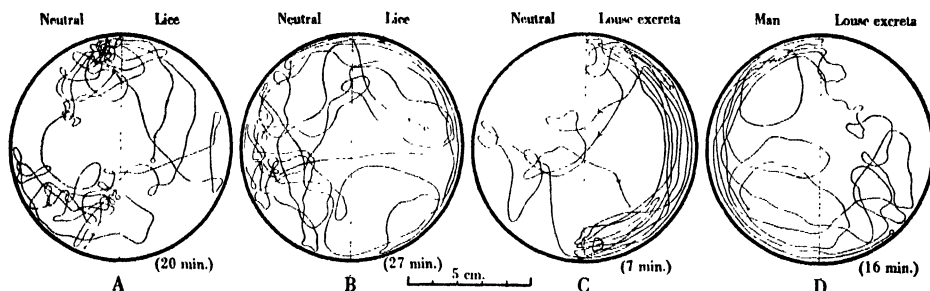 Neutral Lice Neutral Lice Neutral Louse excreta Man Louse excreta
(20 min.) (27 min.) 5 cm. (7 min.) (16 min.)
A B C D